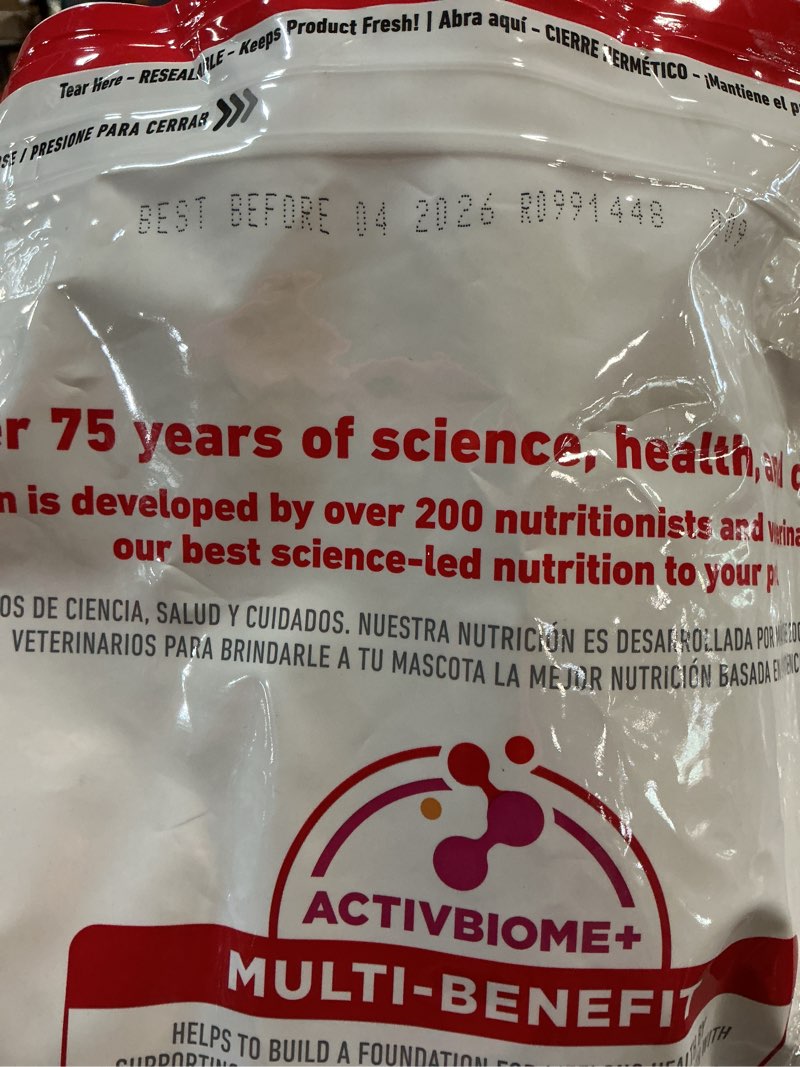 Tear Here - RESEALABLE - Keeps Product Fresh! | Abra aquí - CIERRE HERMÉTICO - ¡Mantiene el
/ PRESIONE PARA CERRAR
BEST BEFORE 04 2026 R0991448
75 years of science, health, and
is developed by over 200 nutritionists and
our best science-led nutrition to your
DE CIENCIA, SALUD Y CUIDADOS. NUESTRA NUTRICIÓN ES DESARROLLADA POR
VETERINARIOS PARA BRINDARLE A TU MASCOTA LA MEJOR NUTRICIÓN BASADA EN
ACTIVBIOME+
MULTI-BENEFIT
HELPS TO BUILD A FOUNDATION FOR